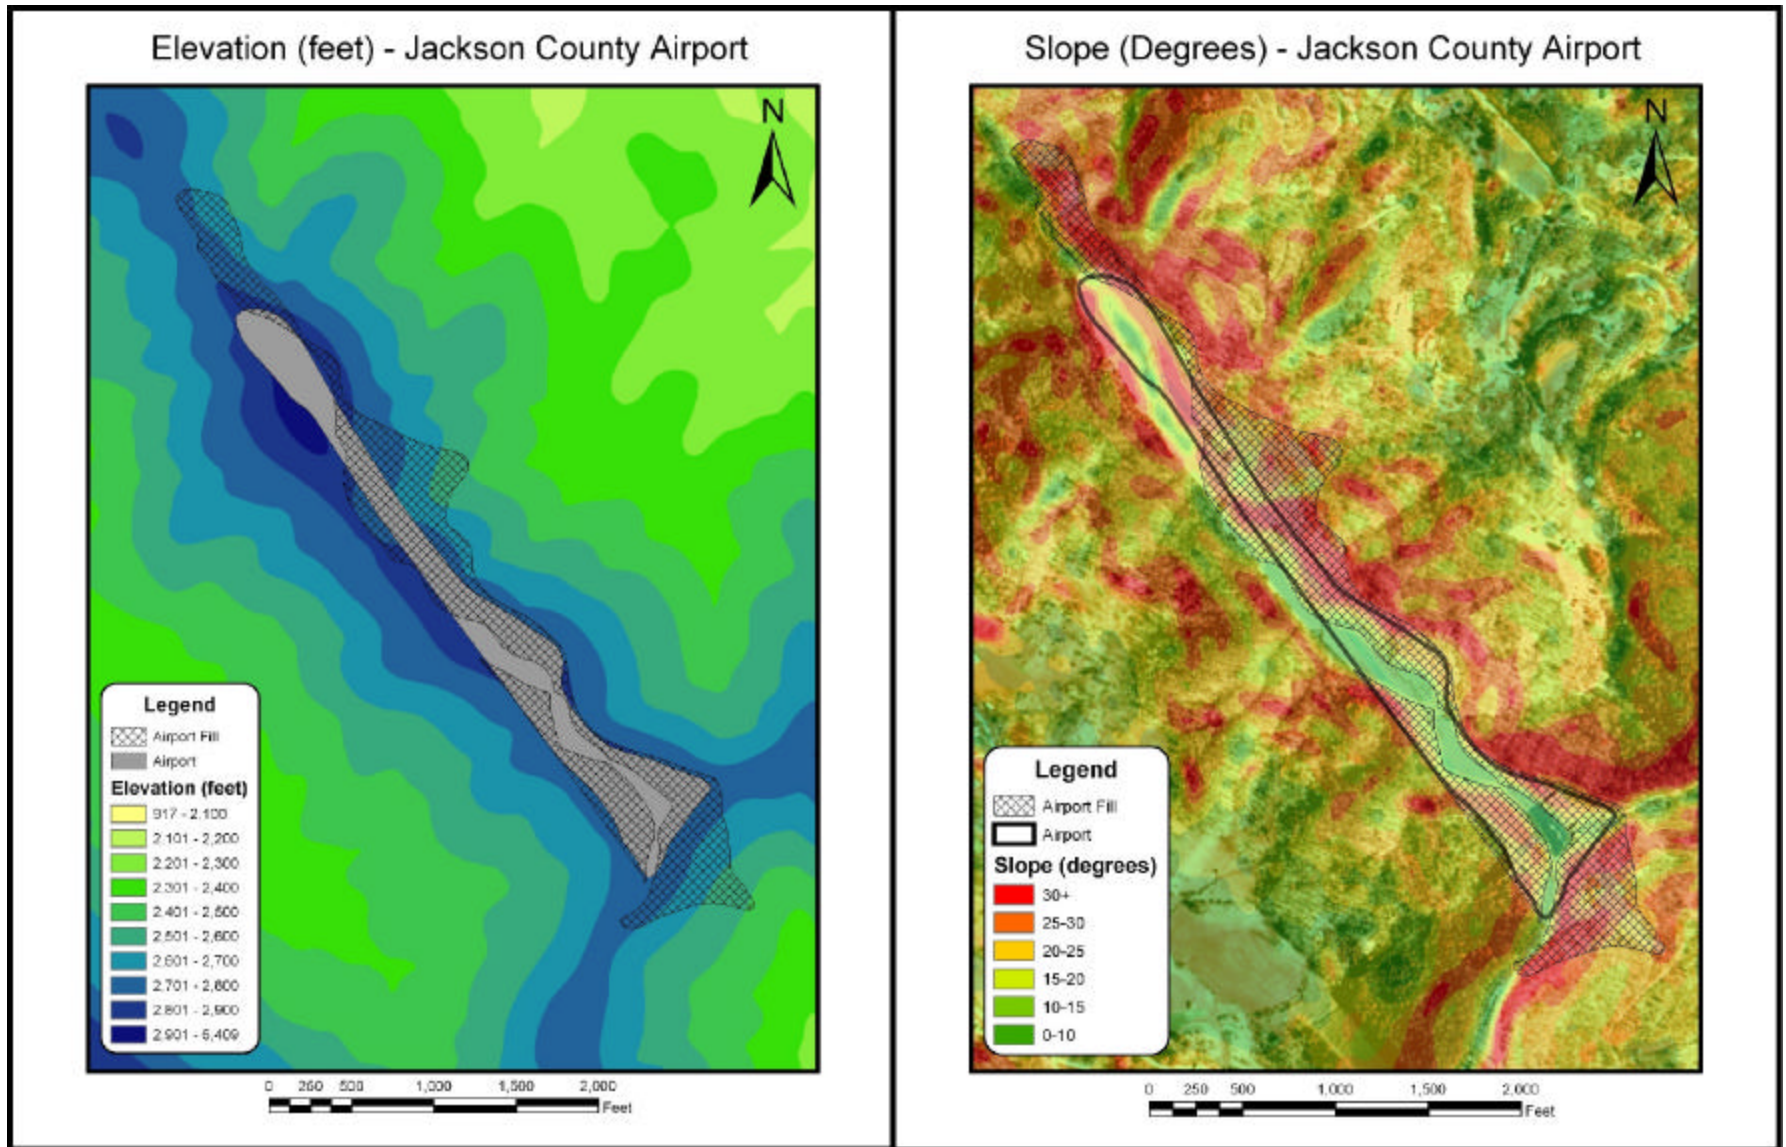 Elevation (feet) - Jackson County Airport
N
Legend
Airport Fill
Airport
Elevation (feet)
917 - 2,100
2,101 - 2,200
2,201 - 2,300
2,301 - 2,400
2,401 - 2,500
2,501 - 2,600
2,601 - 2,700
2,701 - 2,800
2,801 - 2,900
2,901 - 6,409
0 250 500 1,000 1,500 2,000
Feet
Slope (Degrees) - Jackson County Airport
N
Legend
Airport Fill
Airport
Slope (degrees)
30+
25-30
20-25
15-20
10-15
0-10
0 250 500 1,000 1,500 2,000
Feet